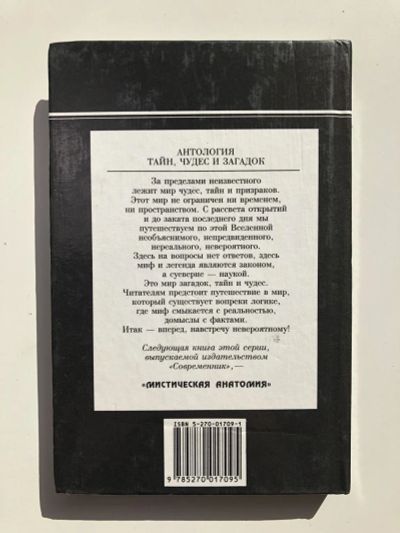 АНТОЛОГИЯ
ТАЙН, ЧУДЕС И ЗАГАДОК
За пределами неизвестного
лежит мир чудес, тайн и призраков.
Этот мир не ограничен ни временем,
ни пространством. С рассвета открытий
и до заката последнего дня мы
путешествуем по этой Вселенной
необъяснимого, непредвиденного,
нереального, невероятного.
Здесь на вопросы нет ответов, здесь
миф и легенда являются законом,
а суеверие — наукой.
Это мир загадок, тайн и чудес.
Читателям предстоит путешествие в мир,
который существует вопреки логике,
где миф смыкается с реальностью,
домыслы с фактами.
Итак — вперед, навстречу невероятному!
Следующая книга этой серии,
выпускаемой издательством
«Современник», —
"МИСТИЧЕСКАЯ АНАТОМИЯ"
ISBN 5-270-01709-1
9 785270 017095